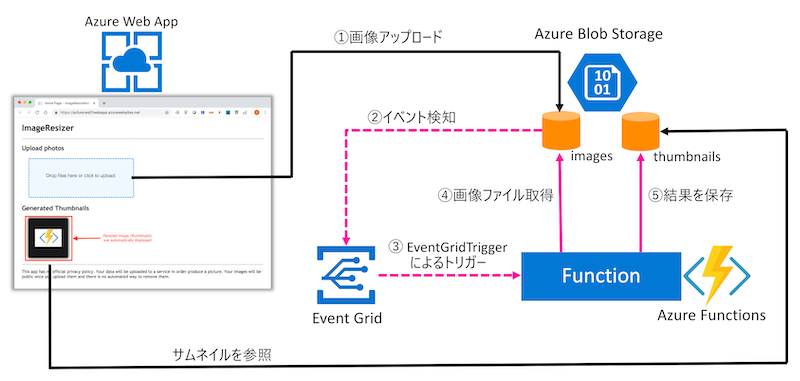 Azure Web App
①画像アップロード
Azure Blob Storage
10
01
Home Page - ImageResizerWeb
ImageResizer
Upload photos
Drop files here or click to upload.
Generated Thumbnails
Resized image (thumbnails)
are automatically displayed!
This app has no official privacy policy. Your data will be uploaded to a service in order to produce a picture. Your images will be
public once you upload them and there is no automated way to remove them.
②イベント検知
images
thumbnails
④画像ファイル取得
⑤結果を保存
③ EventGridTrigger
によるトリガー
Event Grid
Function
Azure Functions
サムネイルを参照